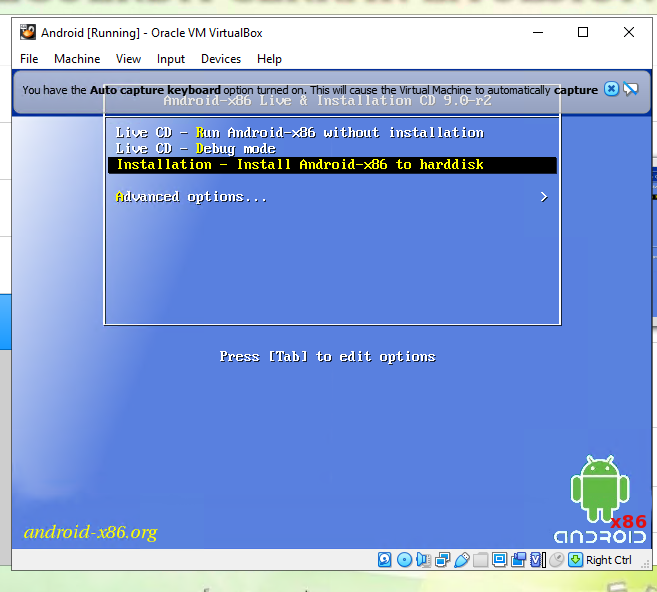 Android [Running] - Oracle VM VirtualBox
File Machine View Input Devices Help
You have the Auto capture keyboard option turned on. This will cause the Virtual Machine to automatically capture
Android-x86 Live & Installation CD 9.0-r2
Live CD - Run Android-x86 without installation
Live CD - Debug mode
Installation - Install Android-x86 to harddisk
Advanced options... >
Press [Tab] to edit options
android-x86.org
x86
android
Right Ctrl